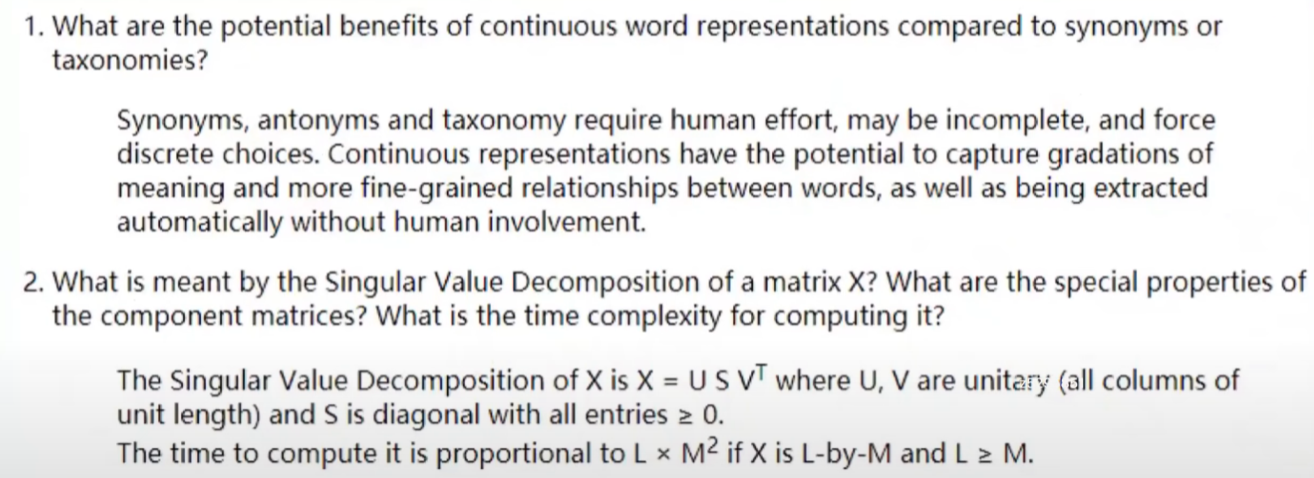 1. What are the potential benefits of continuous word representations compared to synonyms or
taxonomies?
Synonyms, antonyms and taxonomy require human effort, may be incomplete, and force
discrete choices. Continuous representations have the potential to capture gradations of
meaning and more fine-grained relationships between words, as well as being extracted
automatically without human involvement.
2. What is meant by the Singular Value Decomposition of a matrix X? What are the special properties of
the component matrices? What is the time complexity for computing it?
The Singular Value Decomposition of X is X = U S Vᵀ where U, V are unitary (all columns of
unit length) and S is diagonal with all entries ≥ 0.
The time to compute it is proportional to L × M² if X is L-by-M and L ≥ M.